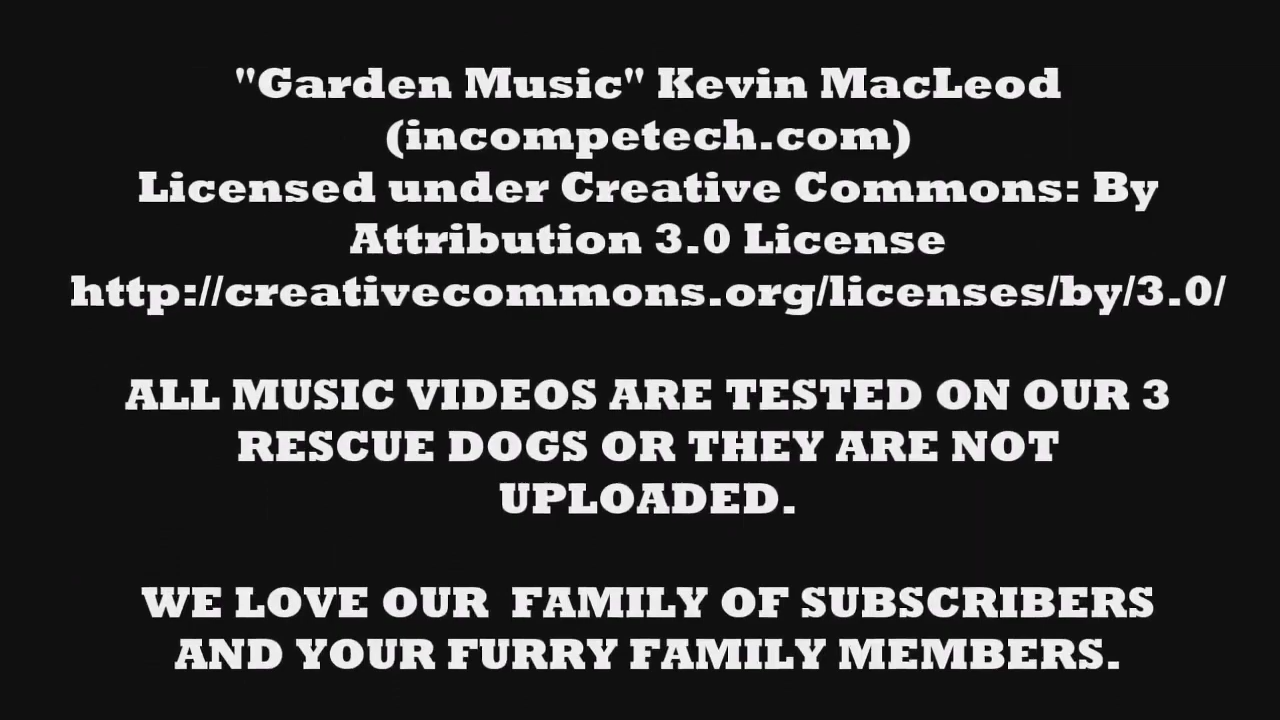 "Garden Music" Kevin MacLeod
(incompetech.com)
Licensed under Creative Commons: By
Attribution 3.0 License
http://creativecommons.org/licenses/by/3.0/
ALL MUSIC VIDEOS ARE TESTED ON OUR 3
RESCUE DOGS OR THEY ARE NOT
UPLOADED.
WE LOVE OUR  FAMILY OF SUBSCRIBERS
AND YOUR FURRY FAMILY MEMBERS.